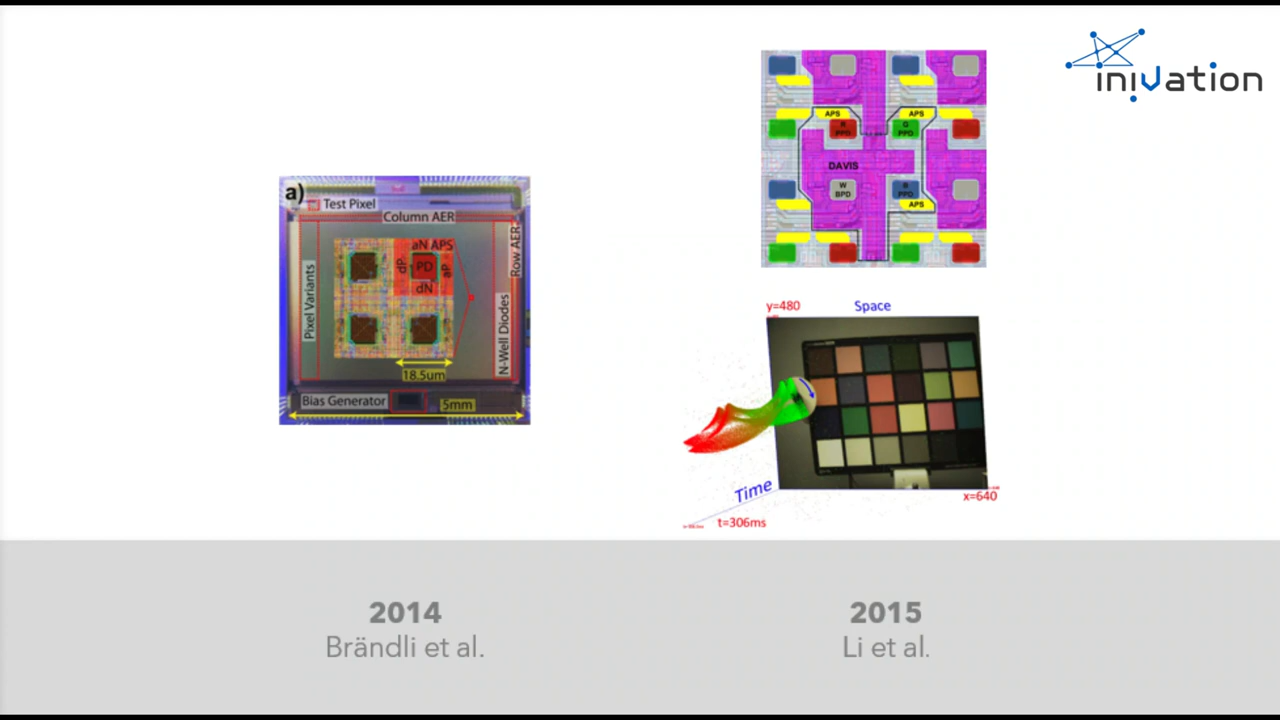 inivation
a)
Test Pixel
Column AER
Row AER
Pixel Variants
aN APS
dP
PD
aP
dN
N-Well Diodes
18.5um
Bias Generator
5mm
APS
APS
R
PPD
G
PPD
DAVIS
W
BPD
B
PPD
APS
y=480
Space
Time
x=640
t=306ms
2014
Brändli et al.
2015
Li et al.